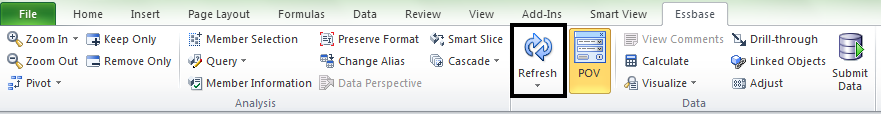 File Home Insert Page Layout Formulas Data Review View Add-Ins Smart View Essbase
Zoom In Keep Only Member Selection Preserve Format Smart Slice View Comments Drill-through
Zoom Out Remove Only Query Change Alias Cascade Refresh POV Calculate Linked Objects Submit Data
Pivot Member Information Data Perspective Visualize Adjust
Analysis Data